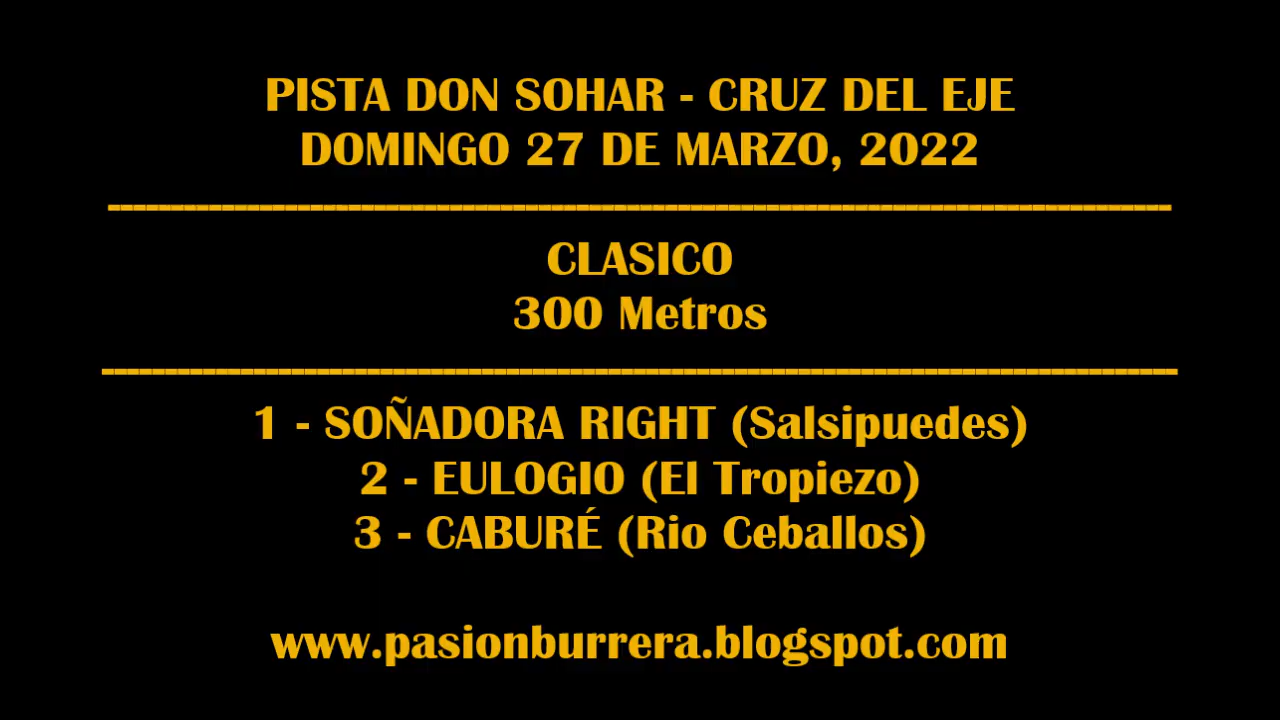 PISTA DON SOHAR - CRUZ DEL EJE
DOMINGO 27 DE MARZO, 2022
CLASICO
300 Metros
1 - SOÑADORA RIGHT (Salsipuedes)
2 - EULOGIO (El Tropiezo)
3 - CABURÉ (Rio Ceballos)
www.pasionburrera.blogspot.com